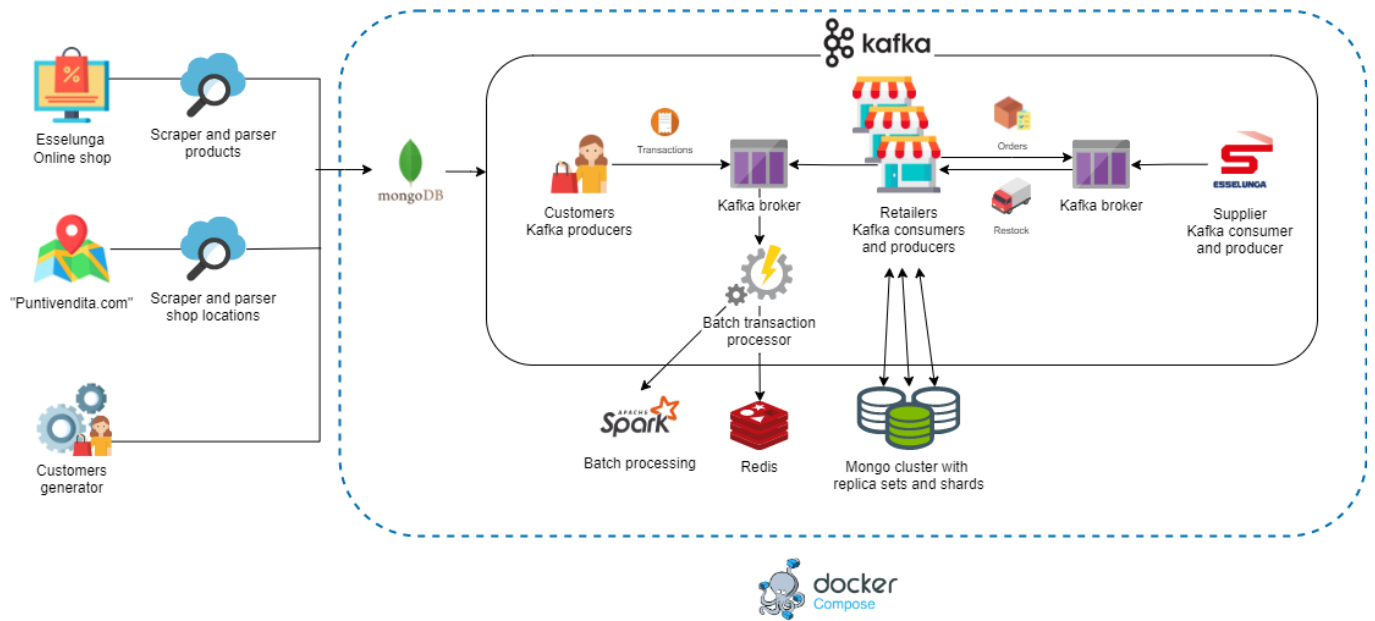 kafka
Esselunga
Online shop
Scraper and parser
products
mongoDB
Transactions
Orders
Customers
Kafka producers
Kafka broker
Retailers
Kafka consumers
and producers
Restock
Kafka broker
ESSELUNGA
Supplier
Kafka consumer
and producer
"Puntivendita.com"
Scraper and parser
shop locations
Batch transaction
processor
APACHE
Spark
Batch processing
Redis
Mongo cluster with
replica sets and shards
Customers
generator
docker
Compose